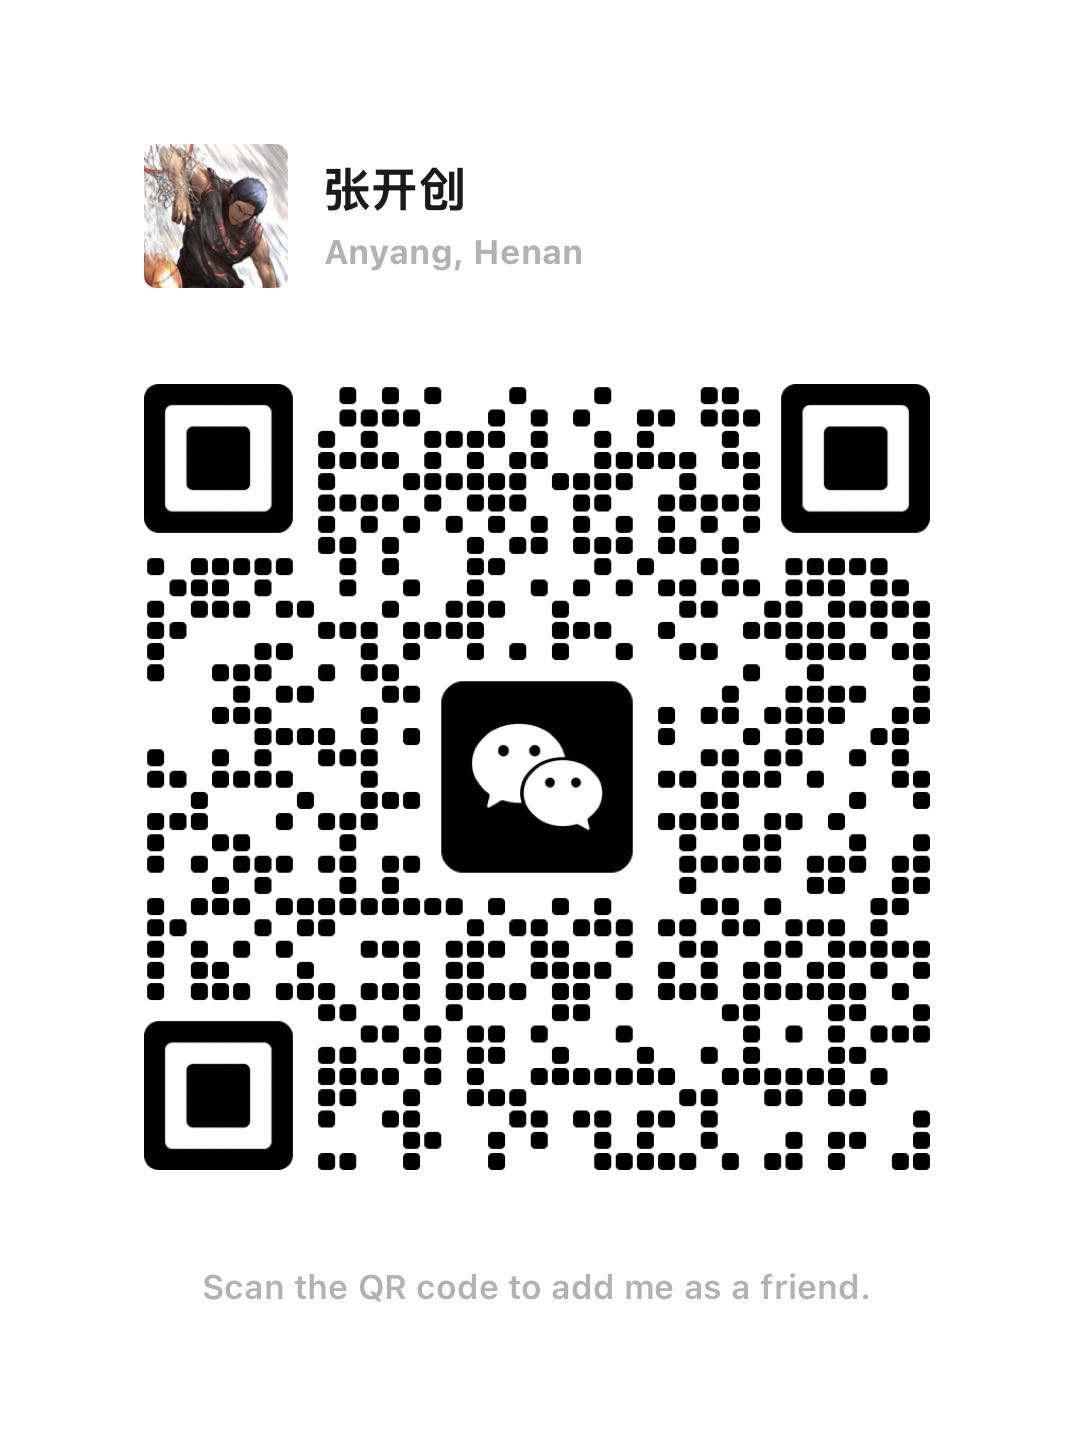 张开创
Anyang, Henan
Scan the QR code to add me as a friend.